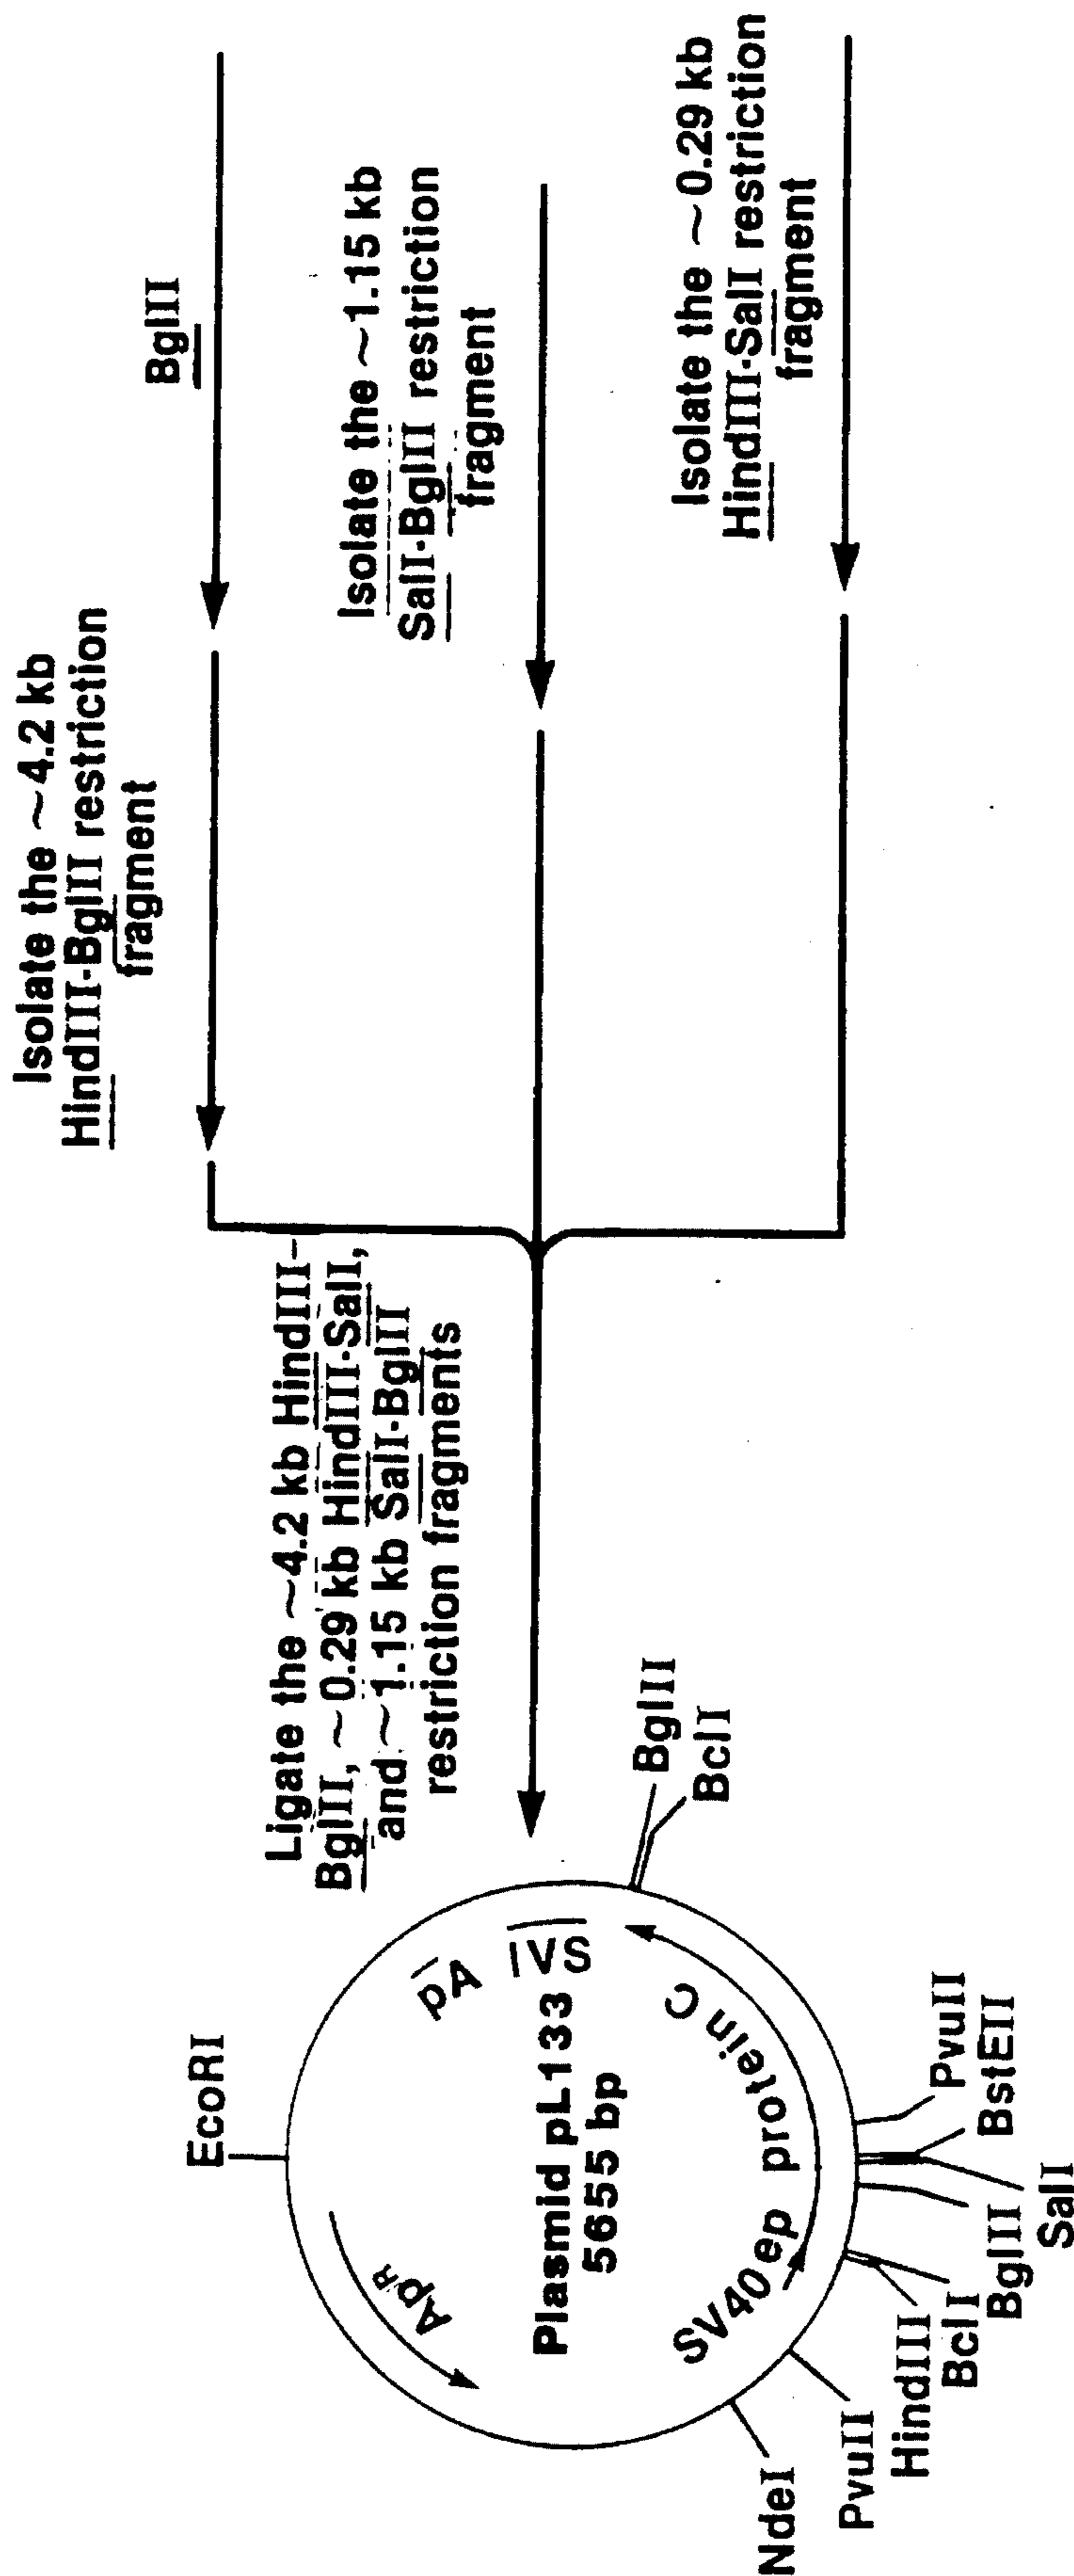 BglII
Isolate the ~4.2 kb
HindIII-BglII restriction
fragment
Isolate the ~1.15 kb
SalI-BglII restriction
fragment
Isolate the ~0.29 kb
HindIII-SalI restriction
fragment
Ligate the ~4.2 kb HindIII-
BglII, ~0.29 kb HindIII-SalI,
and ~1.15 kb SalI-BglII
restriction fragments
EcoRI
BglII
BclI
PvuII
BstEII
SalI
BglII
BclI
HindIII
PvuII
NdeI
ApR
pA
SVI
Plasmid pL133
5655 bp
SV40 ep
protein C